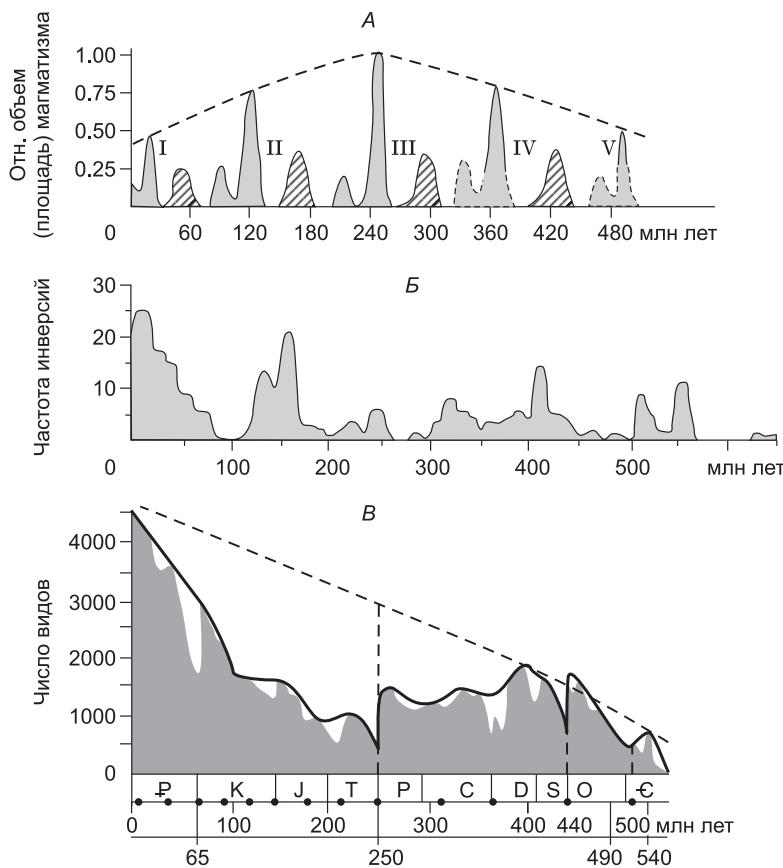 А
Отн. объем
(площадь) магматизма
1.00
0.75
0.50
0.25
I II III IV V
0 60 120 180 240 300 360 420 480 млн лет
Б
Частота инверсий
30
20
10
0 100 200 300 400 500 млн лет
В
Число видов
4000
3000
2000
1000
0
P K J T P C D S O Є
0 100 200 300 400 440 500 млн лет
65 250 490 540